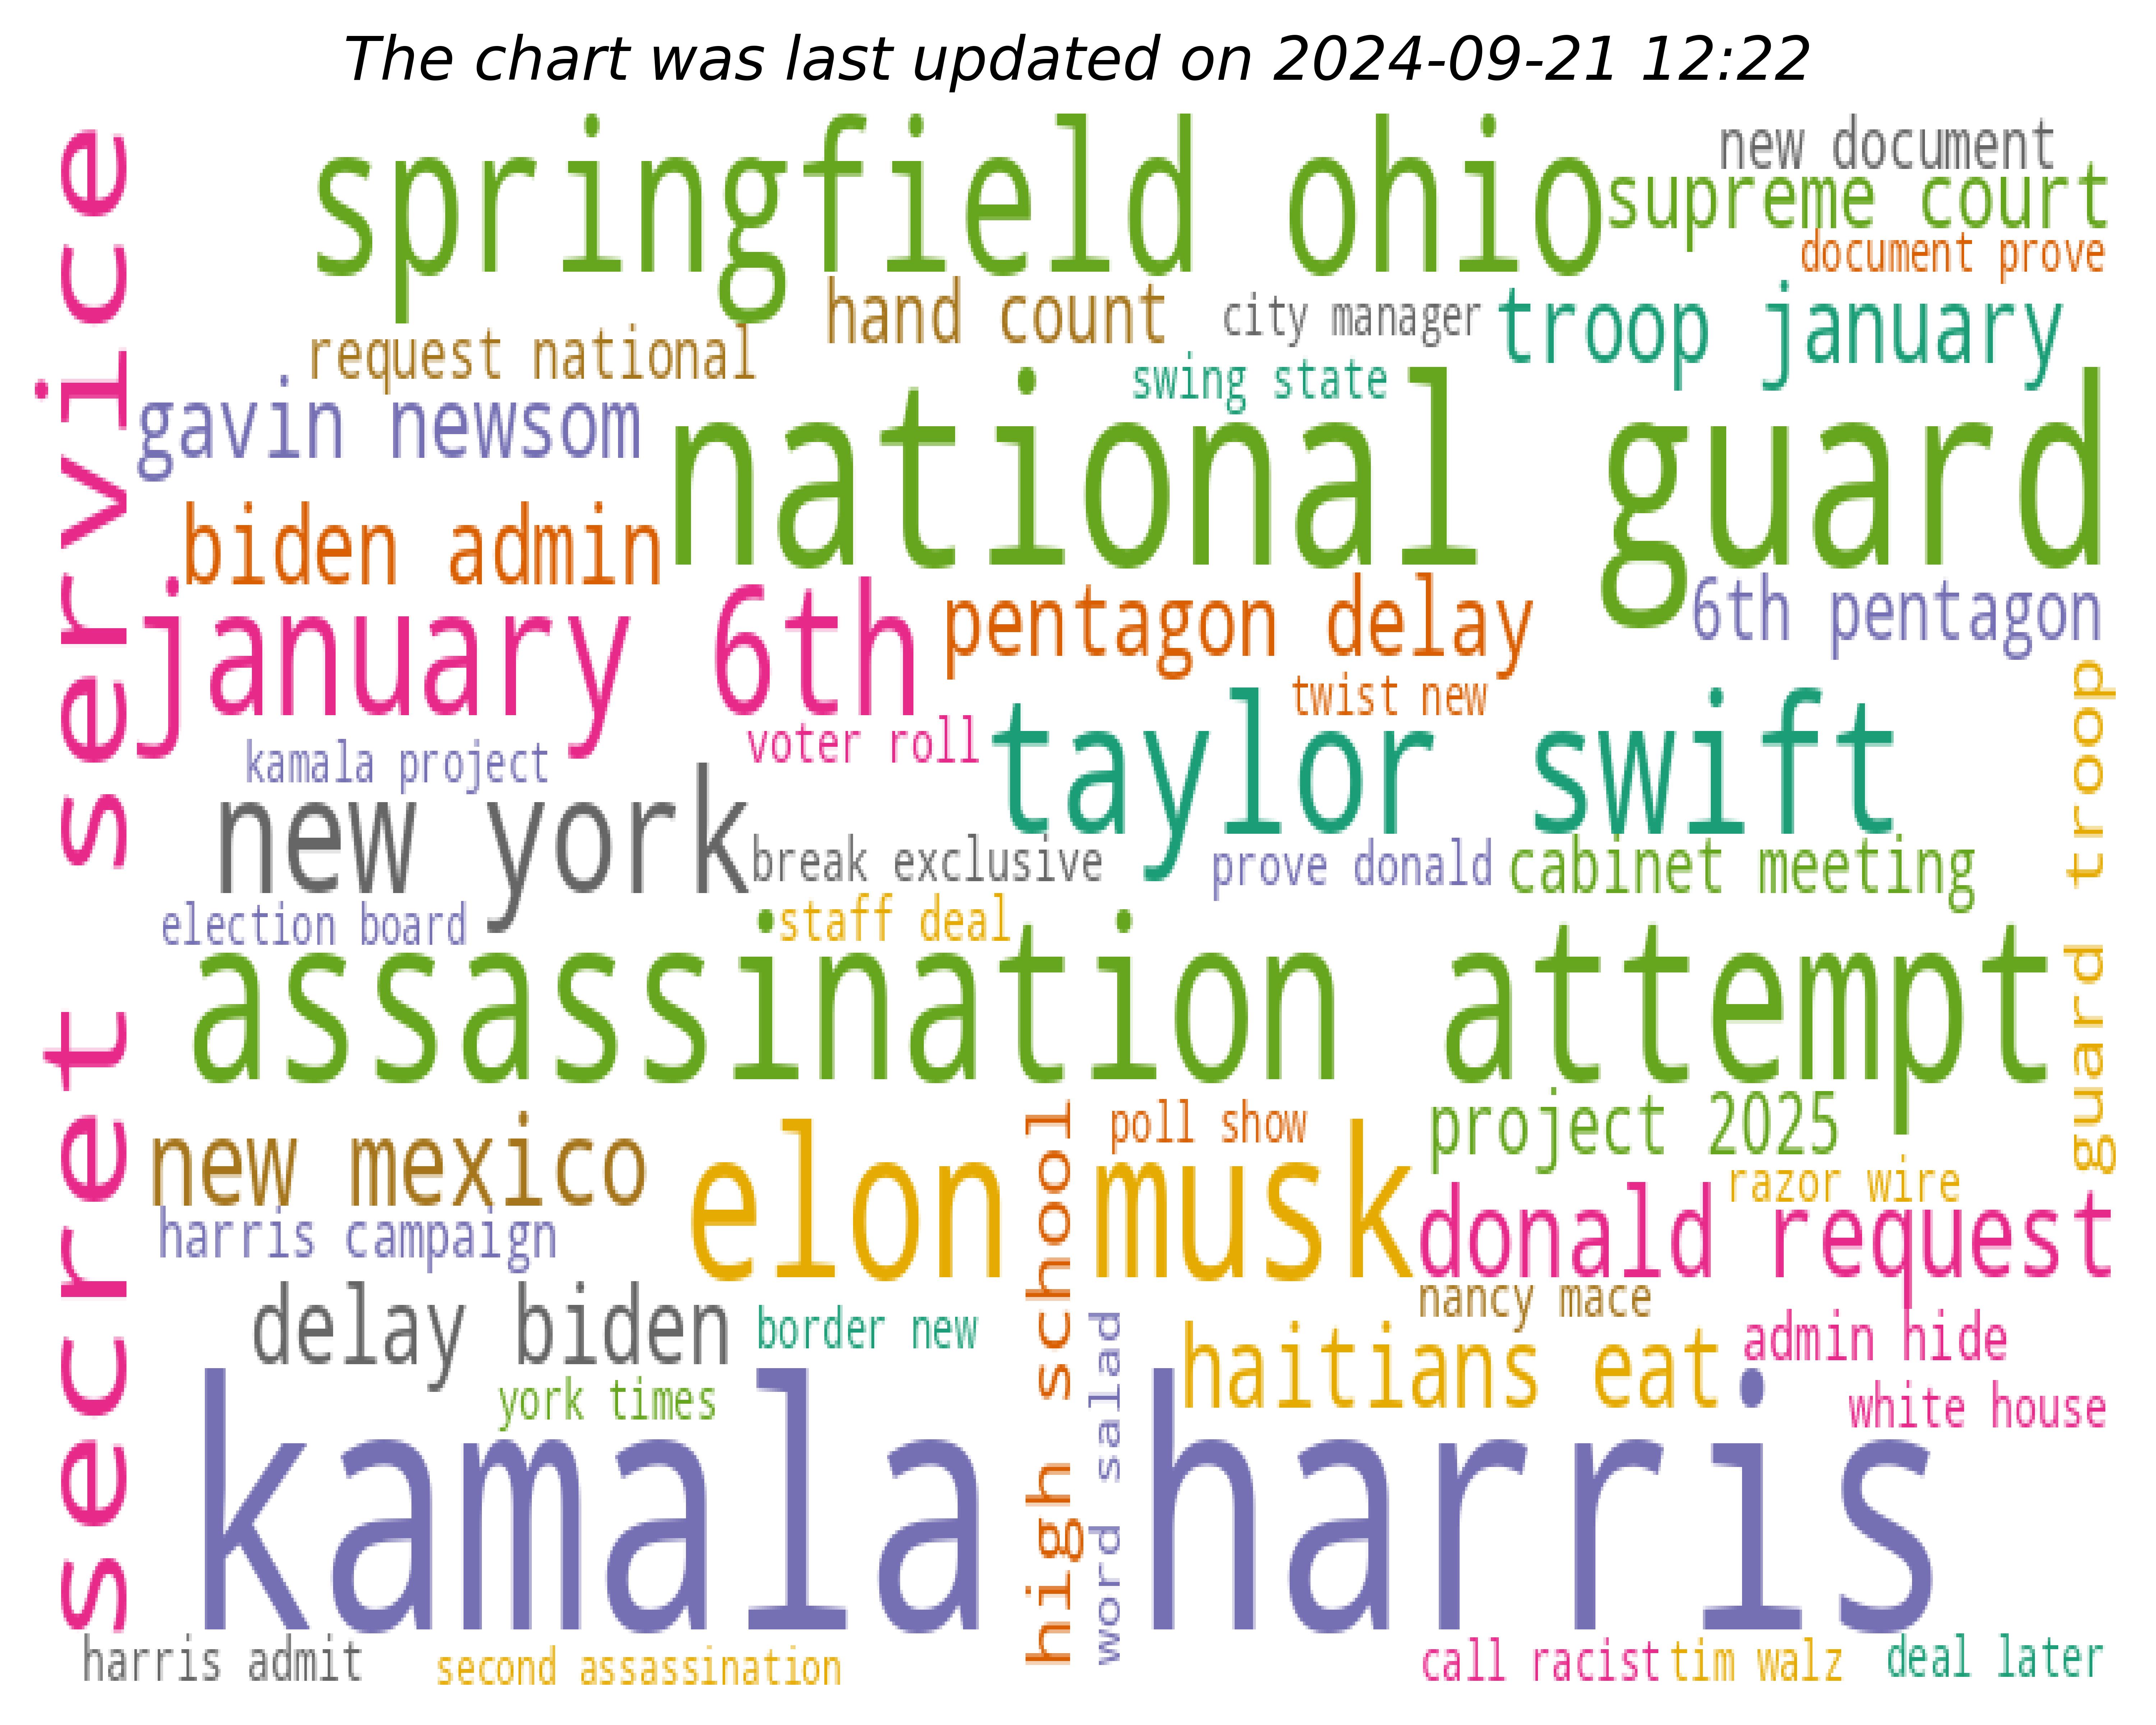 The chart was last updated on 2024-09-21 12:22
secret service
springfield ohio
new document
supreme court
document prove
hand count
city manager
troop january
request national
swing state
gavin newsom
national guard
biden admin
january 6th
pentagon delay
6th pentagon
twist new
voter roll
taylor swift
guard troop
kamala project
new york
break exclusive
prove donald
cabinet meeting
election board
staff deal
assassination attempt
new mexico
elon musk
high school
poll show
project 2025
razor wire
harris campaign
donald request
nancy mace
delay biden
border new
word salad
haitians eat
admin hide
york times
white house
kamala harris
harris admit
second assassination
call racist
tim walz
deal later